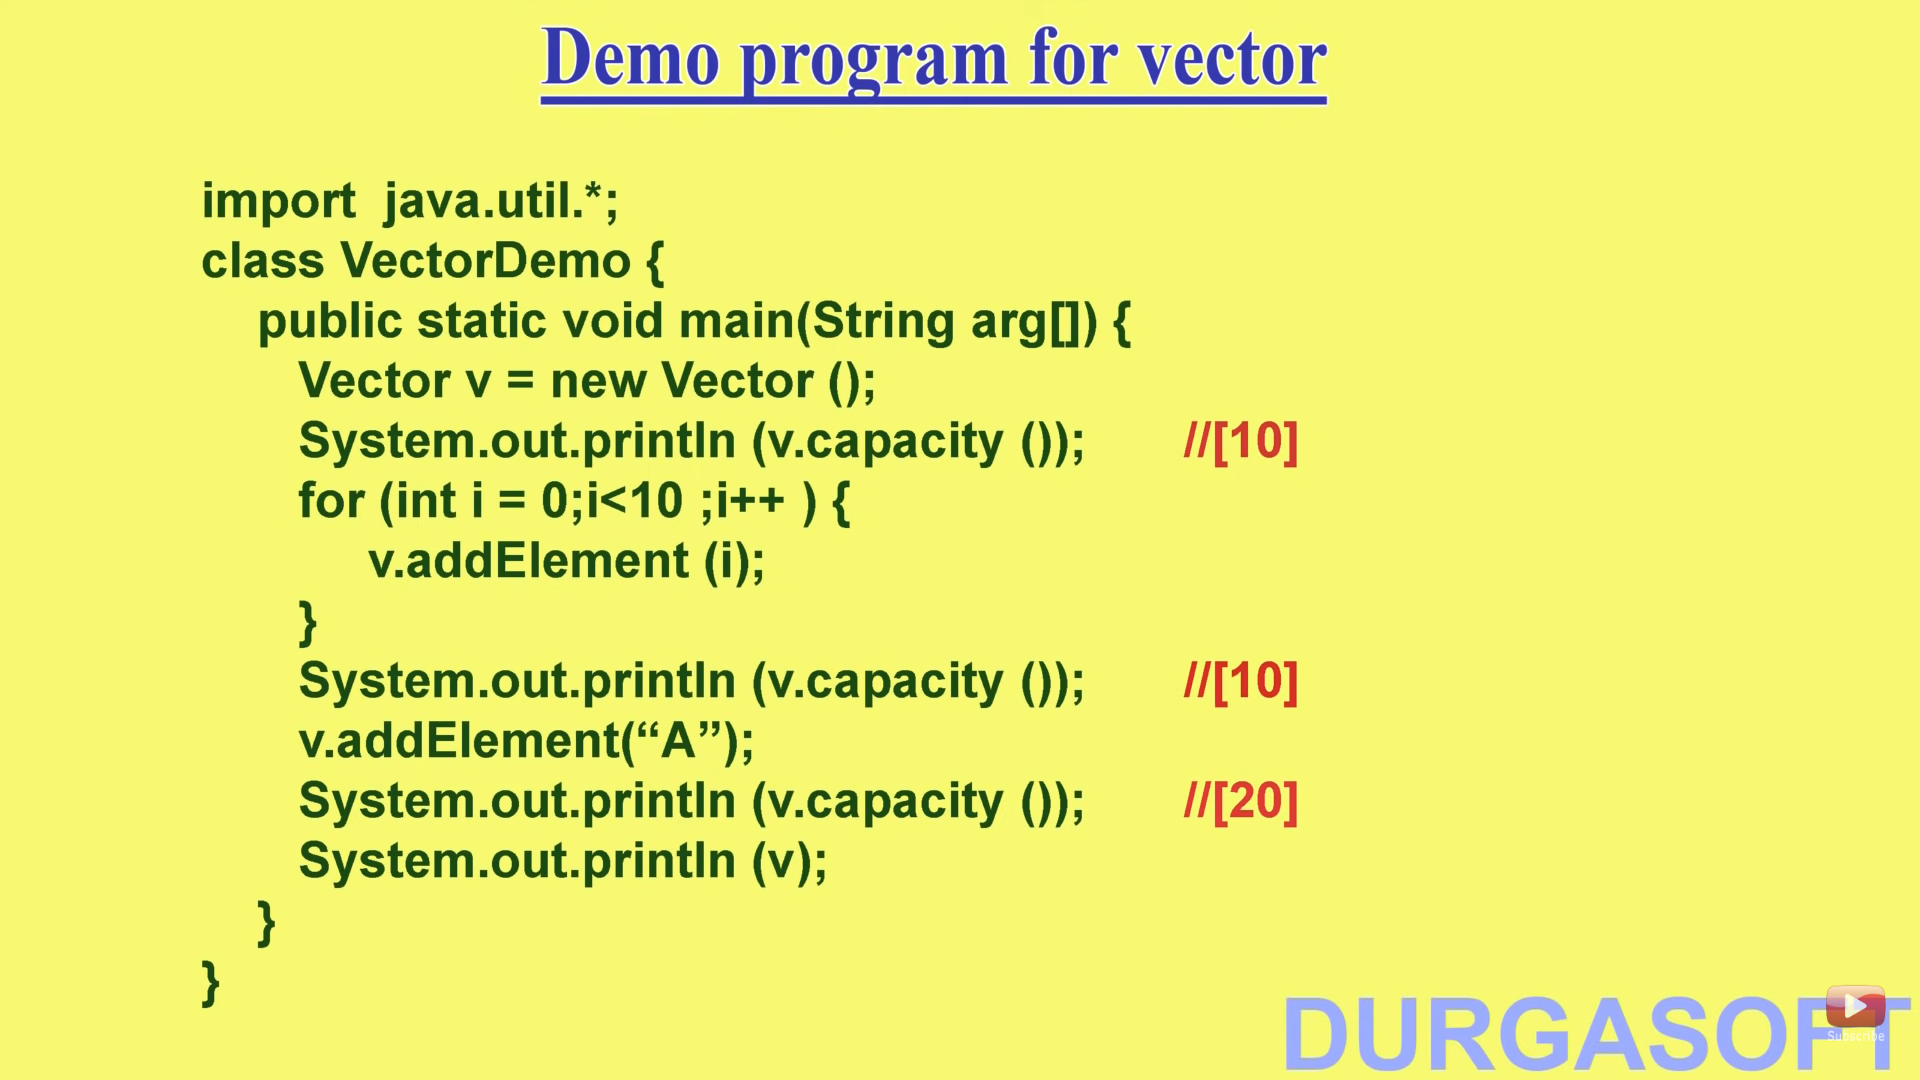 Demo program for vector
import java.util.*;
class VectorDemo {
public static void main(String arg[]) {
Vector v = new Vector ();
System.out.println (v.capacity ()); //[10]
for (int i = 0;i<10 ;i++ ) {
v.addElement (i);
}
System.out.println (v.capacity ()); //[10]
v.addElement(“A”);
System.out.println (v.capacity ()); //[20]
System.out.println (v);
}
}
DURGASOFT
Subscribe